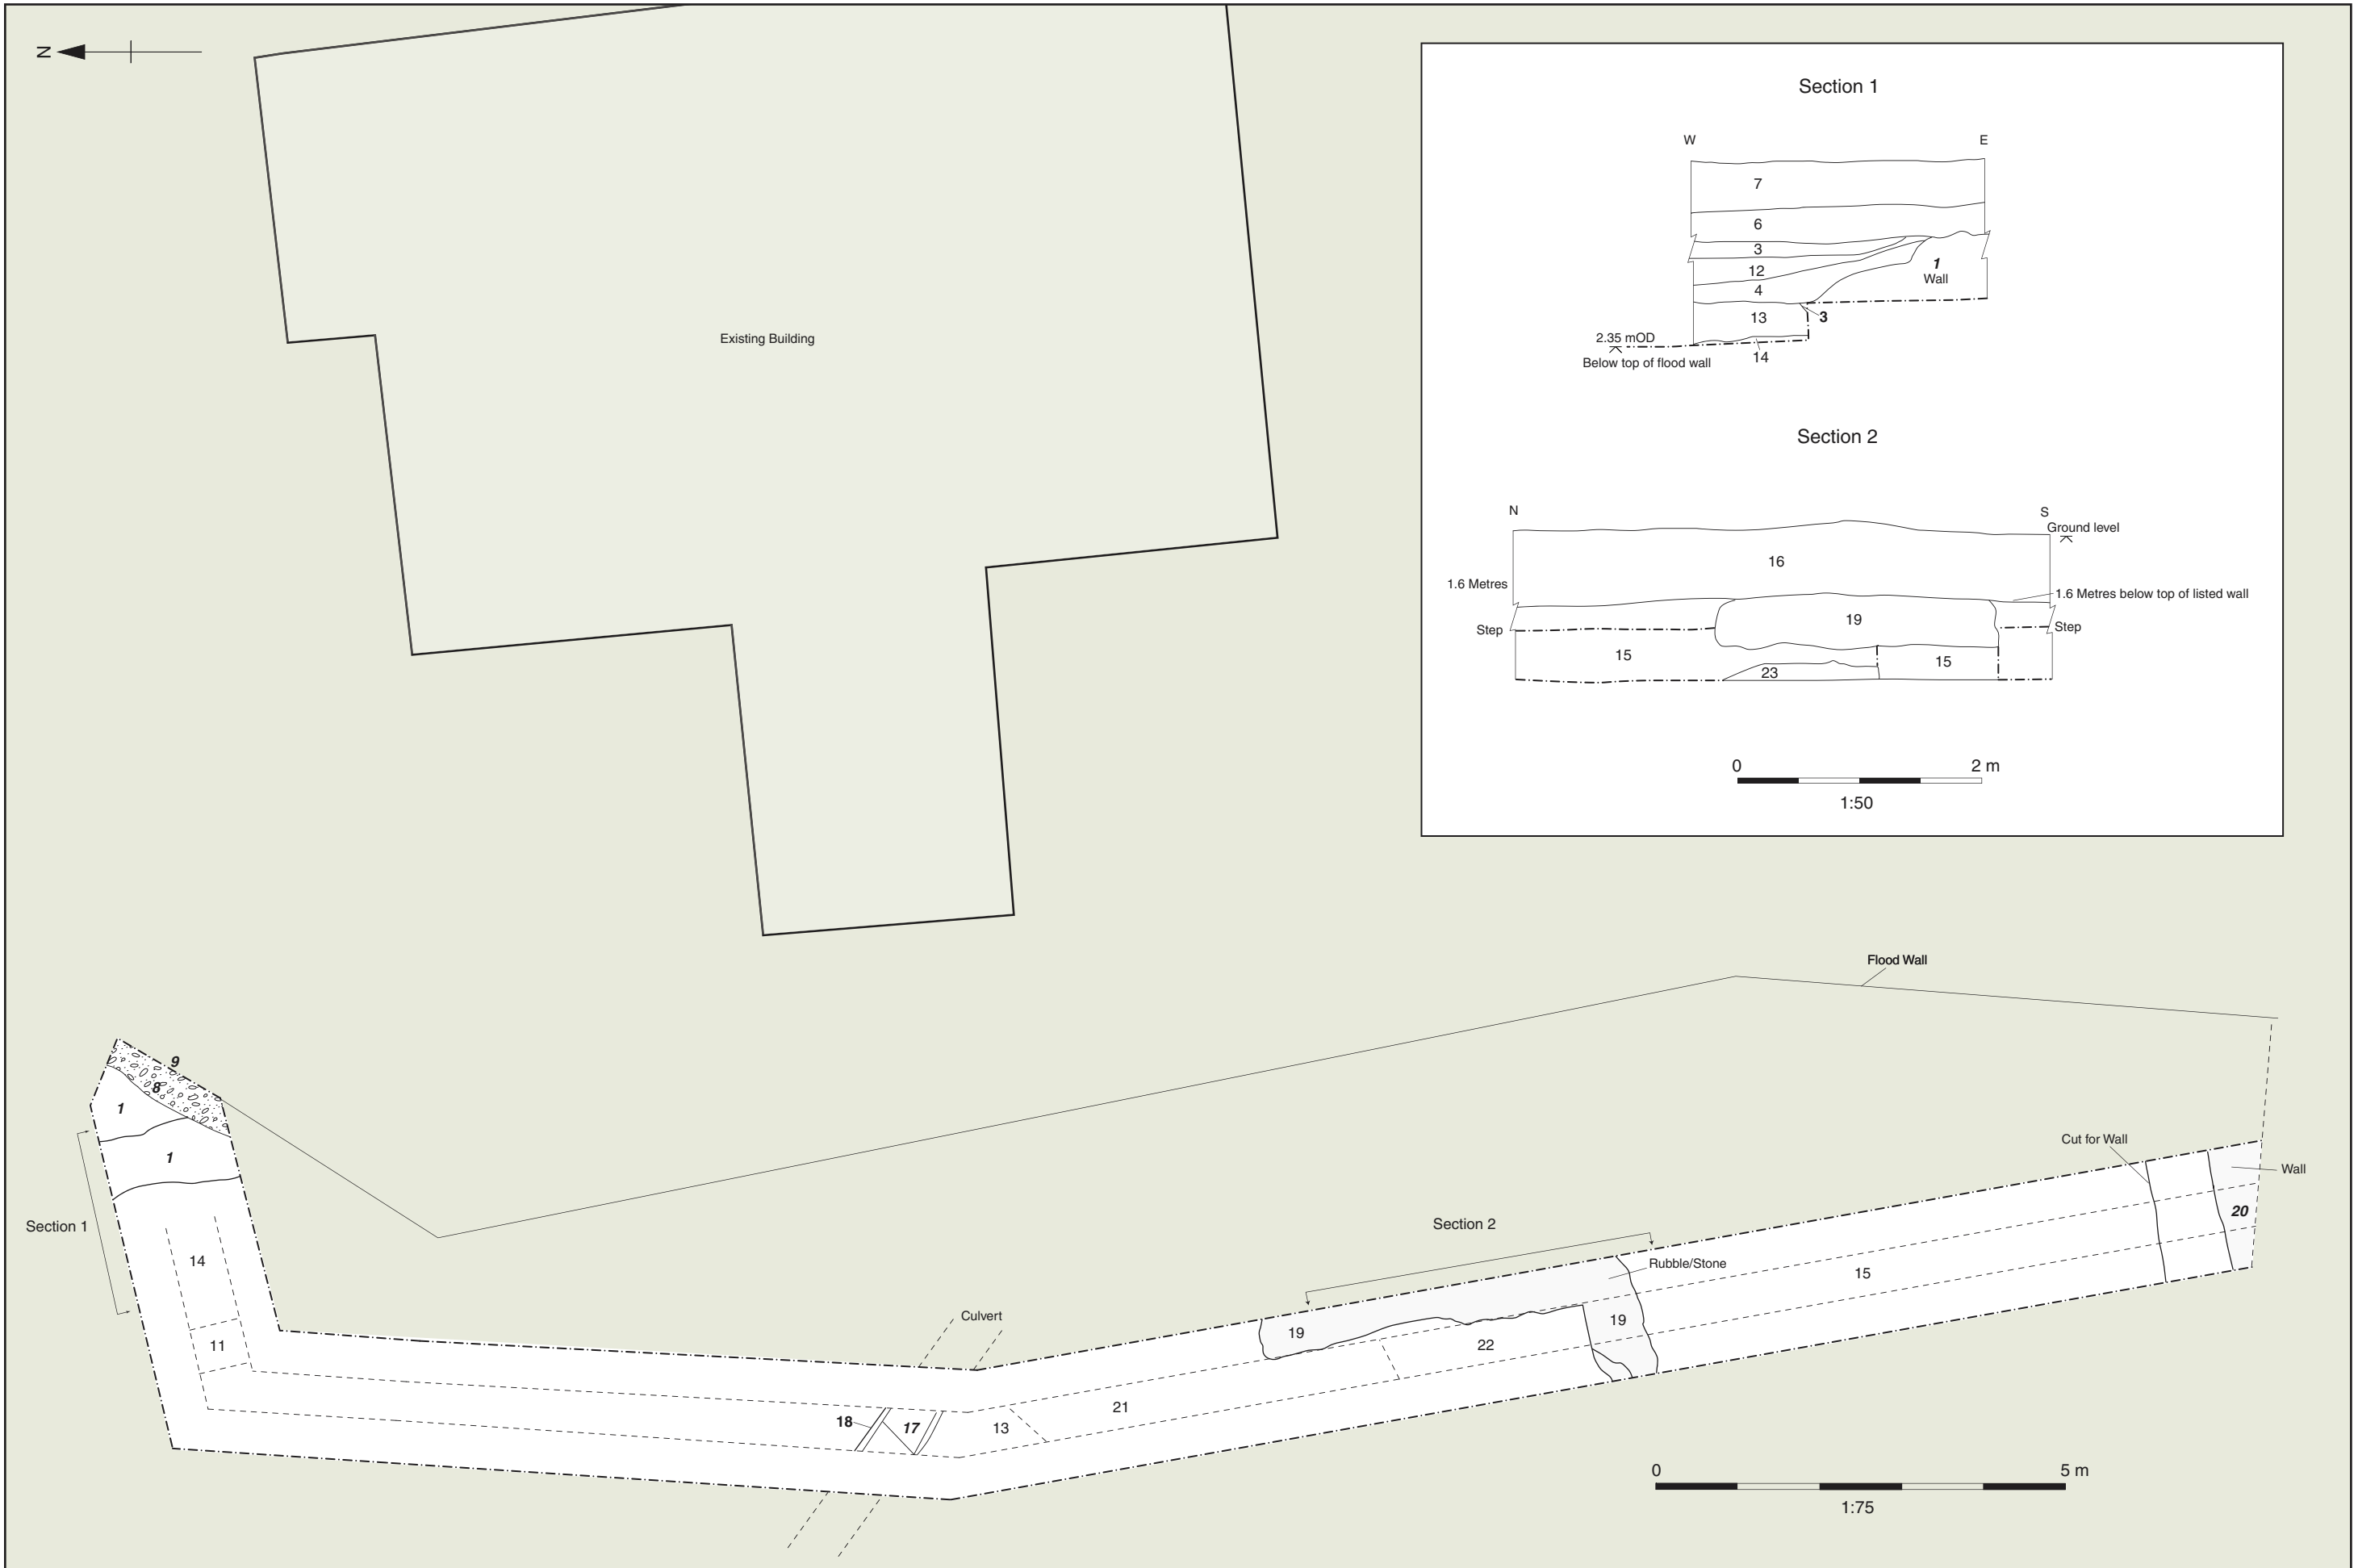 N
Existing Building
Section 1
W
E
7
6
3
12
4
1
Wall
13
3
2.35 mOD
14
Below top of flood wall
Section 2
N
S
Ground level
16
1.6 Metres
1.6 Metres below top of listed wall
19
Step
Step
15
15
23
0
2 m
1:50
Flood Wall
9
8
1
1
Section 1
14
11
Culvert
18
17
13
21
Section 2
Rubble/Stone
19
22
19
15
Cut for Wall
Wall
20
0
5 m
1:75